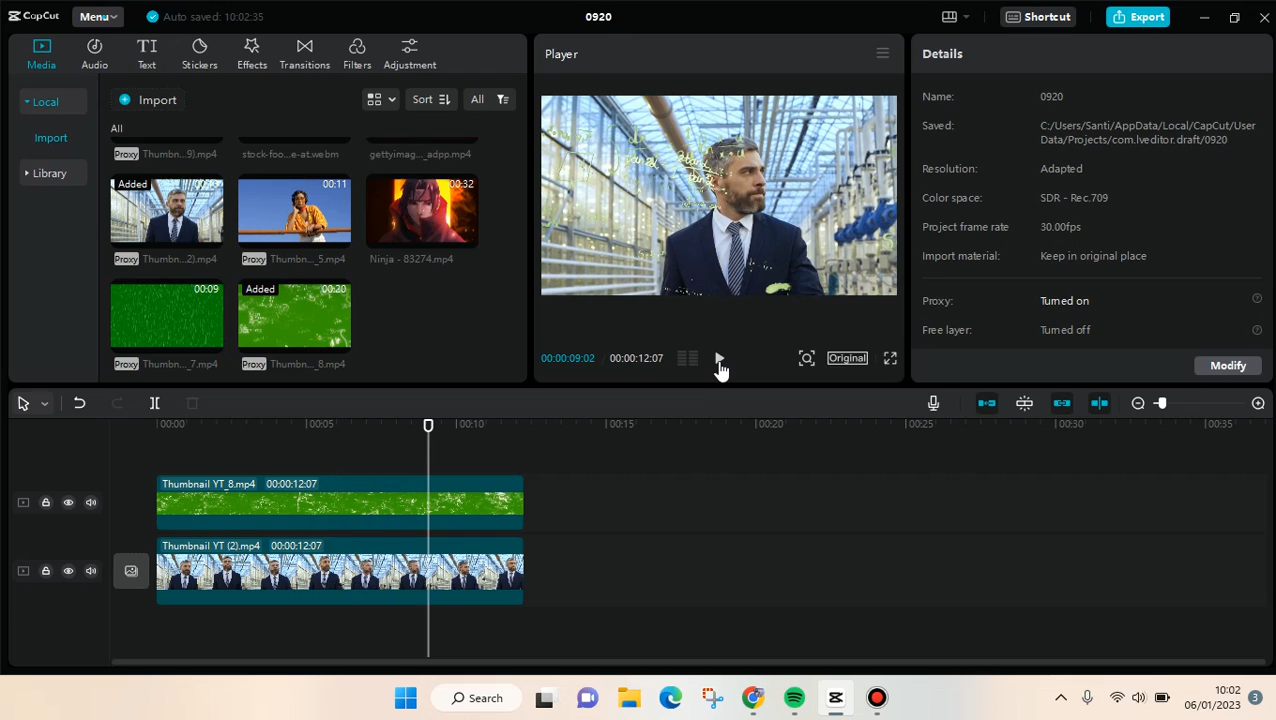 CapCut Menu Auto saved: 10:02:35 0920 Shortcut Export
Media Audio Text Stickers Effects Transitions Filters Adjustment
Local
Import
Library
Import Sort All
All
Proxy Thumbn...9).mp4 stock-foo...e-at.webm gettyimag..._adpp.mp4
Added 00:11 00:32
Proxy Thumbn...2).mp4 Proxy Thumbn..._5.mp4 Ninja - 83274.mp4
00:09 Added 00:20
Proxy Thumbn..._7.mp4 Proxy Thumbn..._8.mp4
Player
00:00:09:02 / 00:00:12:07 Original
Details
Name: 0920
Saved: C:/Users/Santi/AppData/Local/CapCut/User
Data/Projects/com.lveditor.draft/0920
Resolution: Adapted
Color space: SDR - Rec.709
Project frame rate 30.00fps
Import material: Keep in original place
Proxy: Turned on
Free layer: Turned off
Modify
00:00 00:05 00:10 00:15 00:20 00:25 00:30 00:35
Thumbnail YT_8.mp4 00:00:12:07
Thumbnail YT (2).mp4 00:00:12:07
Search
10:02
06/01/2023 3